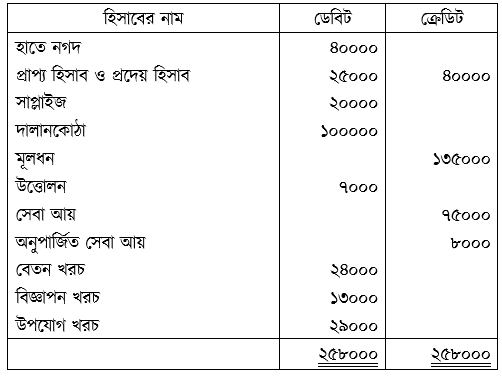 হিসাবের নাম ডেবিট ক্রেডিট
হাতে নগদ ৪০০০০
প্রাপ্য হিসাব ও প্রদেয় হিসাব ২৫০০০ ৪০০০০
সাপ্লাইজ ২০০০০
দালানকোঠা ১০০০০০
মূলধন ১৩৫০০০
উত্তোলন ৭০০০
সেবা আয় ৭৫০০০
অনুপার্জিত সেবা আয় ৮০০০
বেতন খরচ ২৪০০০
বিজ্ঞাপন খরচ ১৩০০০
উপযোগ খরচ ২৯০০০
২৫৮০০০ ২৫৮০০০